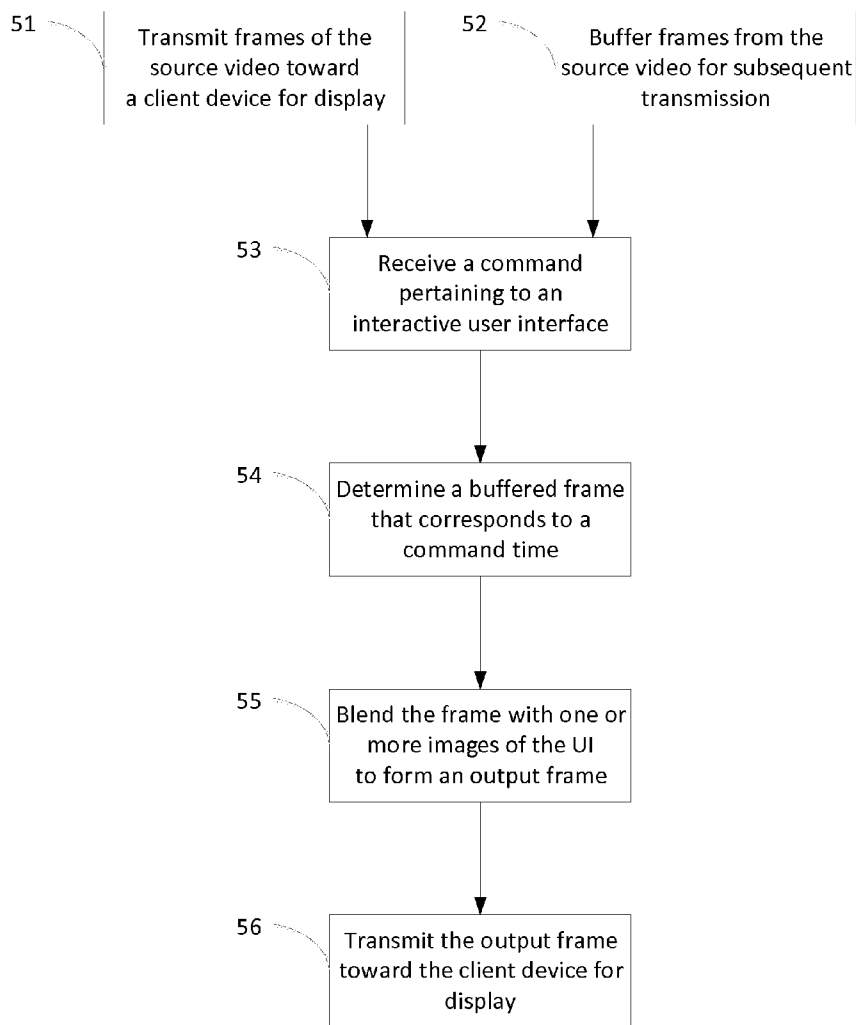 51
Transmit frames of the
source video toward
a client device for display
52
Buffer frames from the
source video for subsequent
transmission
53
Receive a command
pertaining to an
interactive user interface
54
Determine a buffered frame
that corresponds to a
command time
55
Blend the frame with one or
more images of the UI
to form an output frame
56
Transmit the output frame
toward the client device for
display